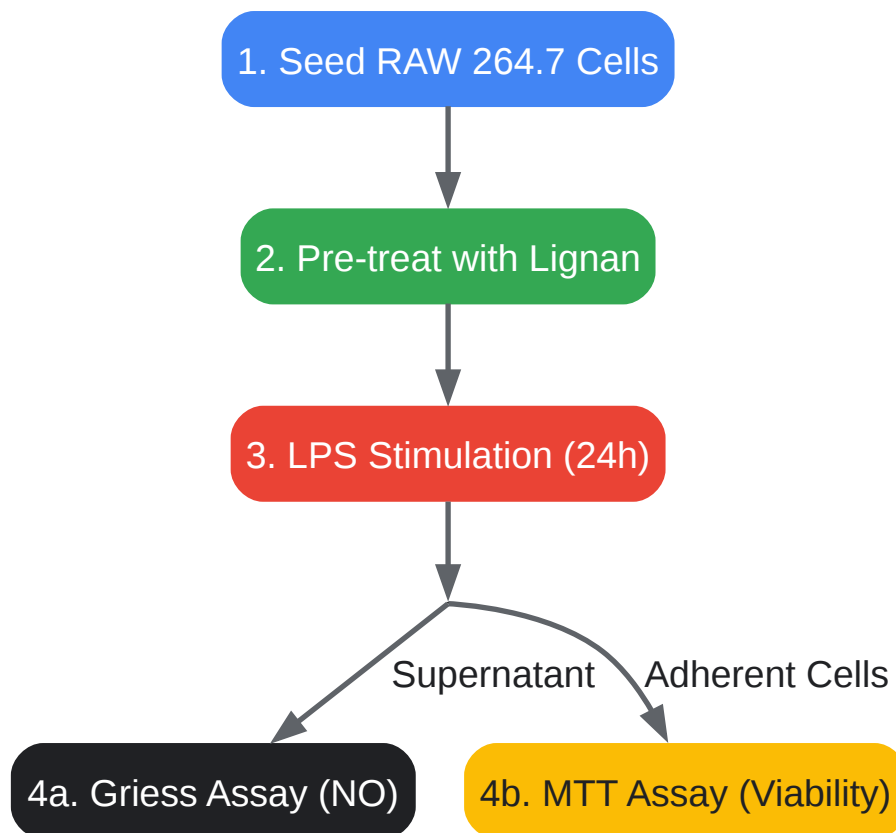 1. Seed RAW 264.7 Cells
2. Pre-treat with Lignan
3. LPS Stimulation (24h)
Supernatant
Adherent Cells
4a. Griess Assay (NO)
4b. MTT Assay (Viability)